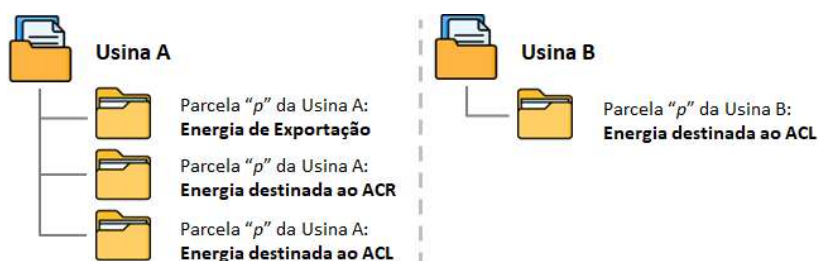 Usina A
Parcela “p” da Usina A:
Energia de Exportação
Parcela “p” da Usina A:
Energia destinada ao ACR
Parcela “p” da Usina A:
Energia destinada ao ACL
Usina B
Parcela “p” da Usina B:
Energia destinada ao ACL